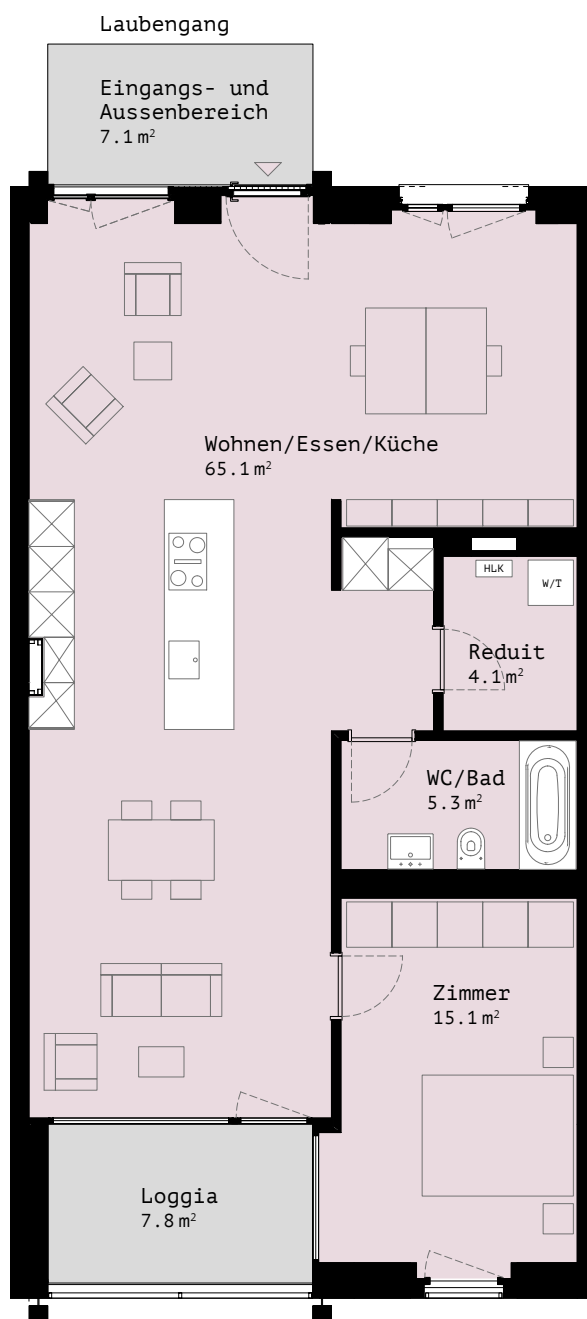 Laubengang
Eingangs- und
Aussenbereich
7.1 m²
Wohnen/Essen/Küche
65.1 m²
HLK
W/T
Reduit
4.1 m²
WC/Bad
5.3 m²
Zimmer
15.1 m²
Loggia
7.8 m²